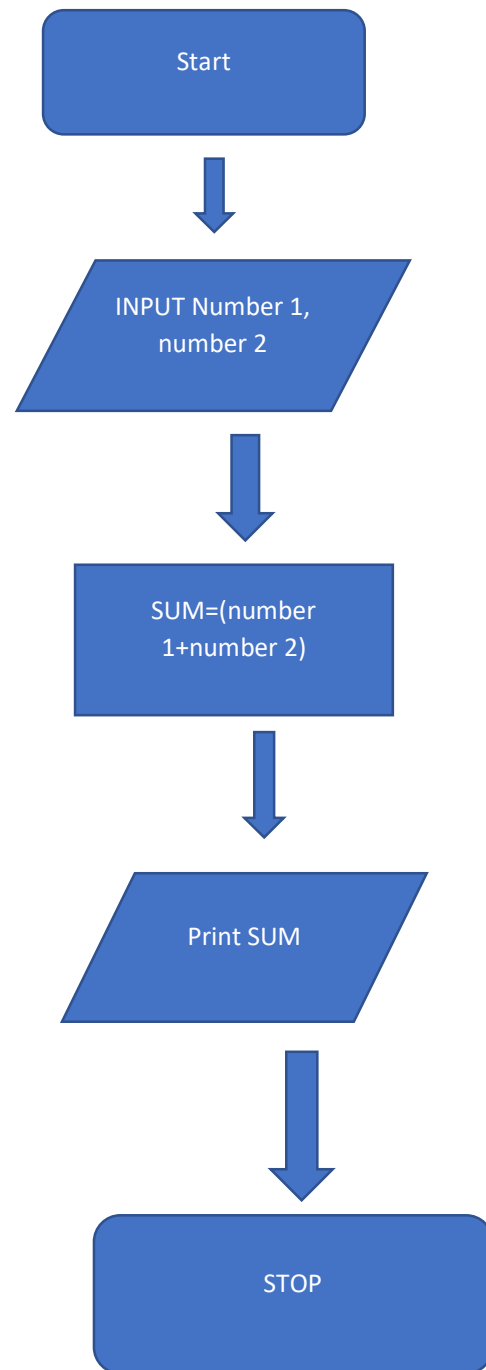 Start
INPUT Number 1,
number 2
SUM=(number
1+number 2)
Print SUM
STOP